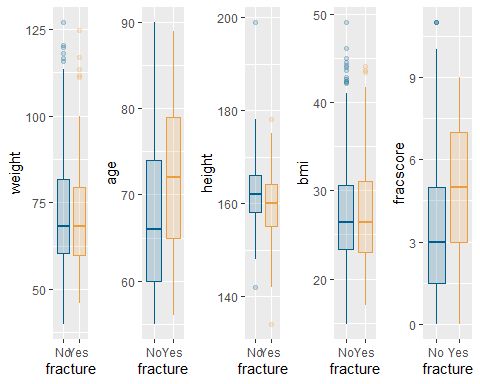 weight
125
100
75
50
No Yes
fracture
age
90
80
70
60
No Yes
fracture
height
200
180
160
140
No Yes
fracture
bmi
50
40
30
20
No Yes
fracture
fracscore
9
6
3
0
No Yes
fracture